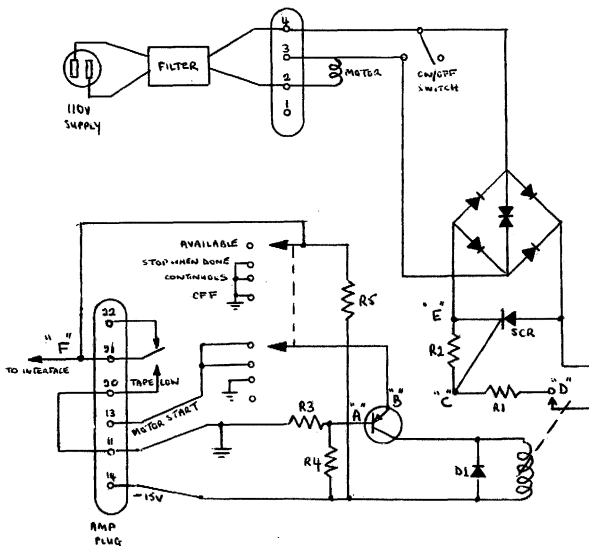 4
3
2
1
FILTER
110V
SUPPLY
MOTOR
ON/OFF
SWITCH
AVAILABLE
STOP WHEN DONE
CONTINUOUS
OFF
R5
"E"
SCR
R2
"C"
R1
"D"
22
"F"
21
TO INTERFACE
20
TAPE LOW
13
MOTOR START
11
14
-15V
R3
"A"
"B"
R4
D1
AMP
PLUG